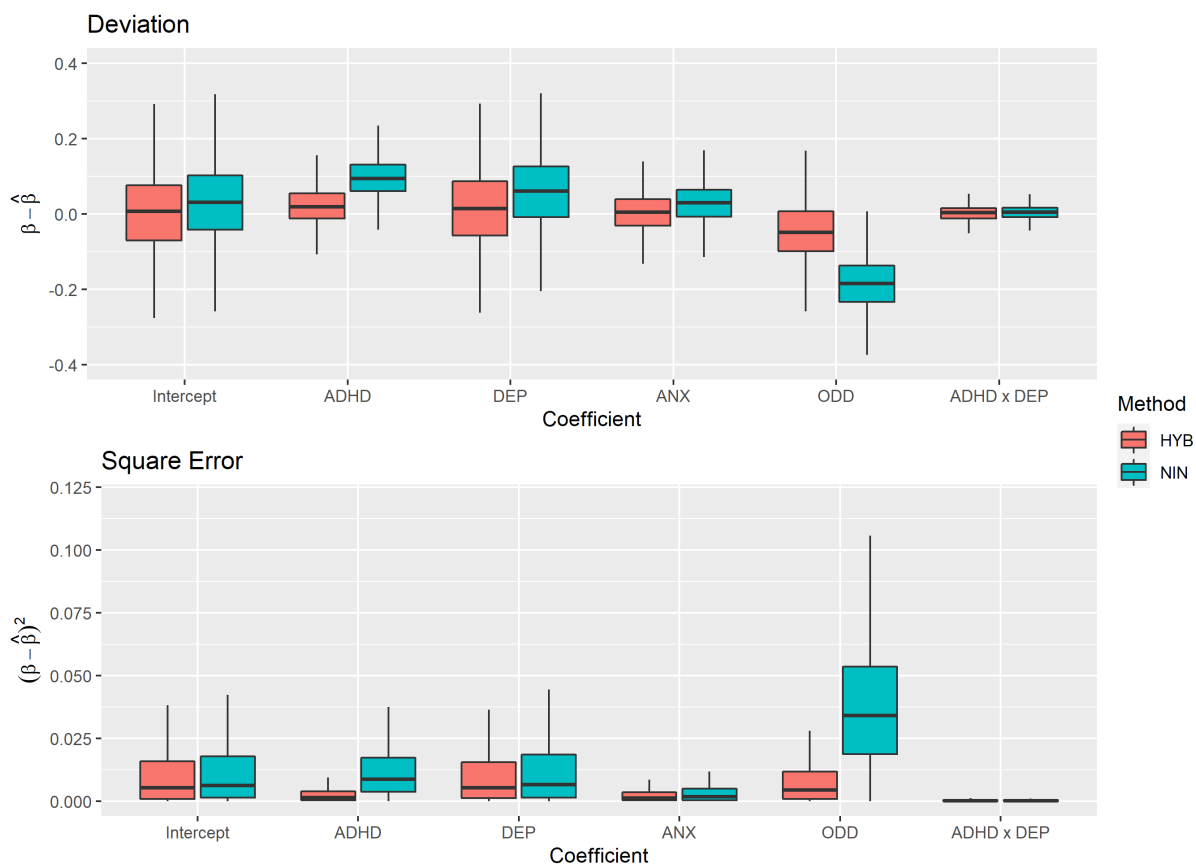 Deviation
0.4
0.2
0.0
-0.2
-0.4
β−β̂
Intercept ADHD DEP ANX ODD ADHD x DEP
Coefficient
Method
HYB
NIN
Square Error
0.125
0.100
0.075
0.050
0.025
0.000
(β−β̂)²
Intercept ADHD DEP ANX ODD ADHD x DEP
Coefficient